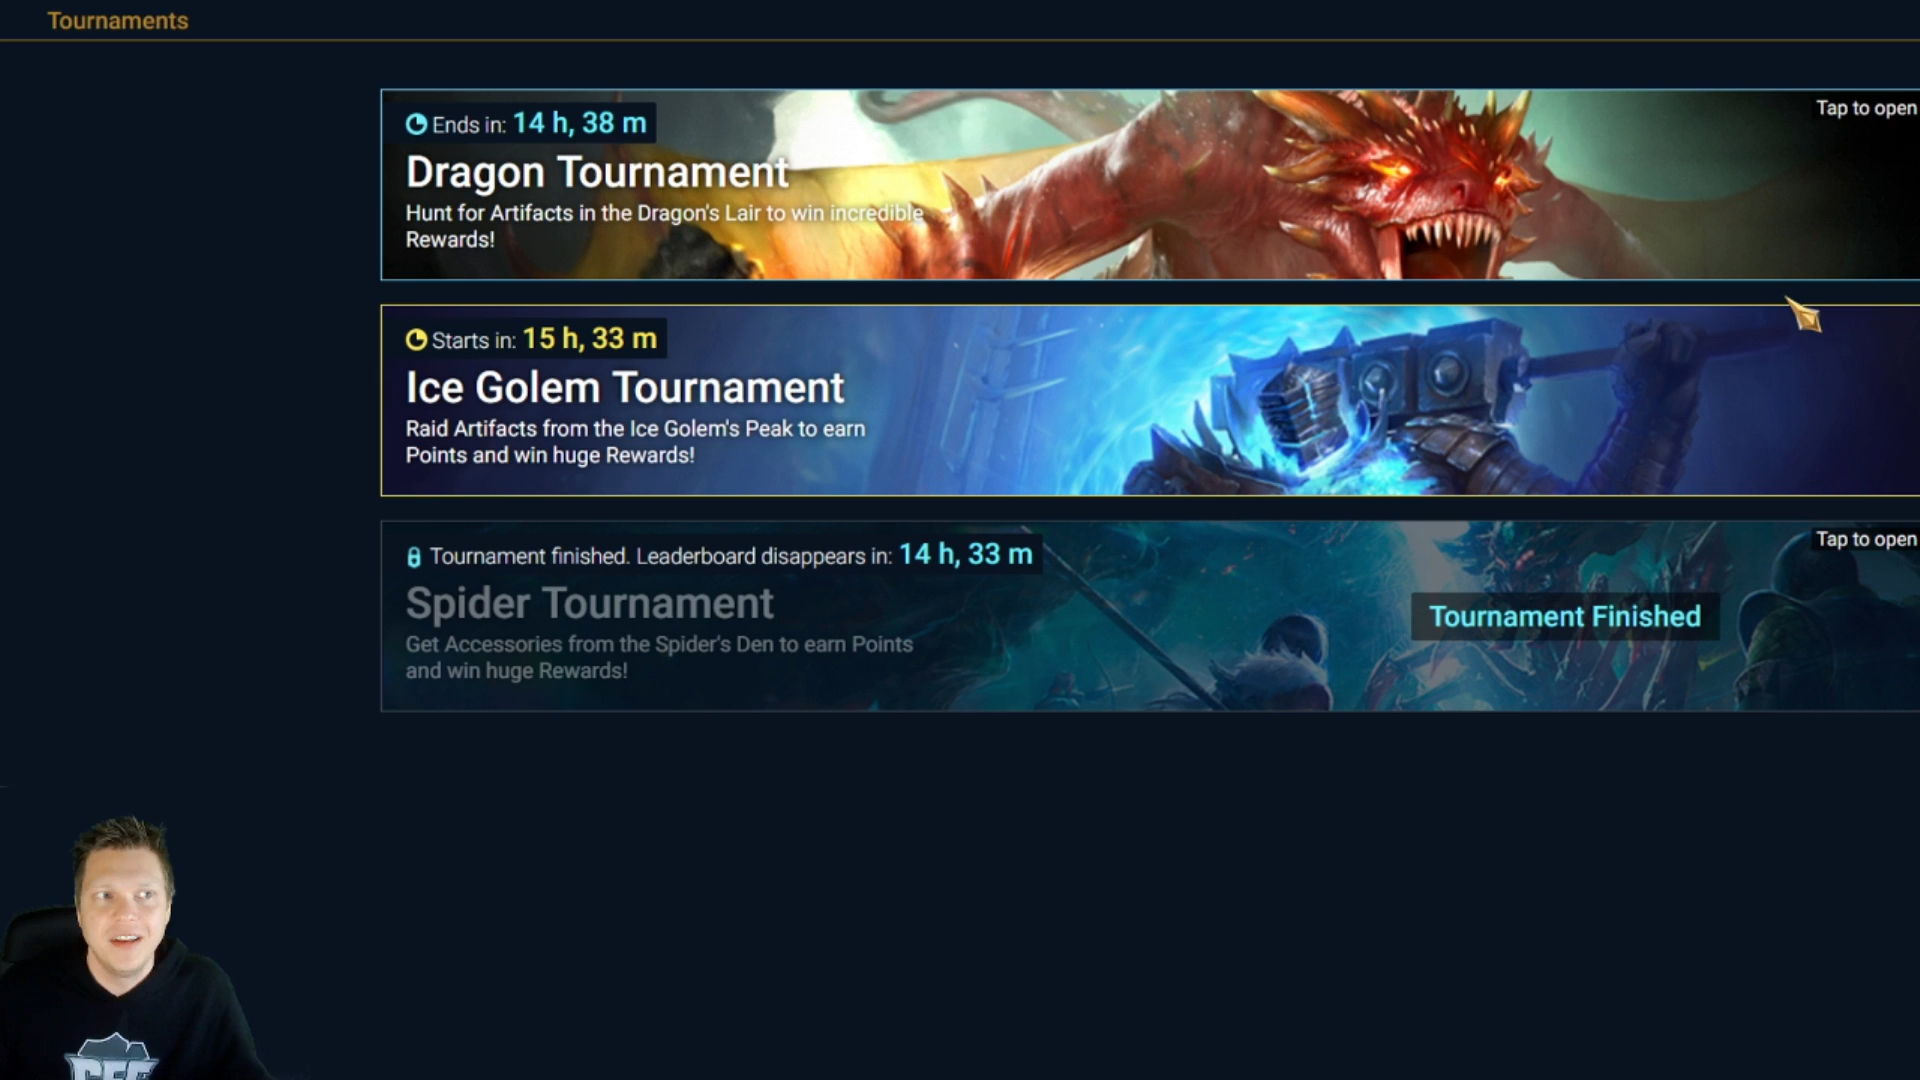 Tournaments
Ends in: 14 h, 38 m
Tap to open
Dragon Tournament
Hunt for Artifacts in the Dragon's Lair to win incredible
Rewards!
Starts in: 15 h, 33 m
Ice Golem Tournament
Raid Artifacts from the Ice Golem's Peak to earn
Points and win huge Rewards!
Tournament finished. Leaderboard disappears in: 14 h, 33 m
Tap to open
Spider Tournament
Tournament Finished
Get Accessories from the Spider's Den to earn Points
and win huge Rewards!